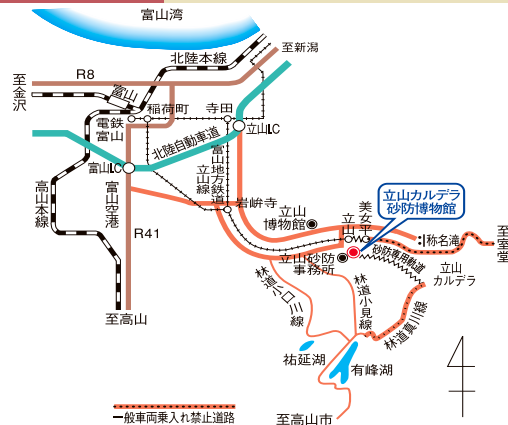 富山湾
北陸本線
至新潟
R8
至金沢
富山
稲荷町
寺田
電鉄富山
立山I.C
北陸自動車道
富山地方鉄道
立山線
富山I.C
富山空港
高山本線
R41
岩峅寺
立山
博物館
美女平
立山
立山カルデラ
砂防博物館
称名滝
至室堂
砂防専用軌道
立山
カルデラ
立山砂防
事務所
林道小口川線
林道小見線
林道真川線
至高山
祐延湖
有峰湖
至高山市
一般車両乗入れ禁止道路